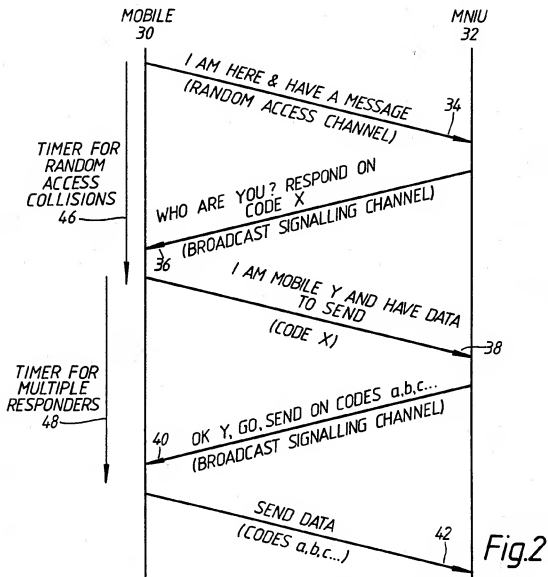 MOBILE
30
MNIU
32
I AM HERE & HAVE A MESSAGE
(RANDOM ACCESS CHANNEL)
34
TIMER FOR
RANDOM
ACCESS
COLLISIONS
46
WHO ARE YOU? RESPOND ON
CODE X
(BROADCAST SIGNALLING CHANNEL)
36
I AM MOBILE Y AND HAVE DATA
TO SEND
(CODE X)
38
TIMER FOR
MULTIPLE
RESPONDERS
48
OK Y, GO, SEND ON CODES a,b,c...
(BROADCAST SIGNALLING CHANNEL)
40
SEND DATA
(CODES a,b,c...)
42
Fig.2